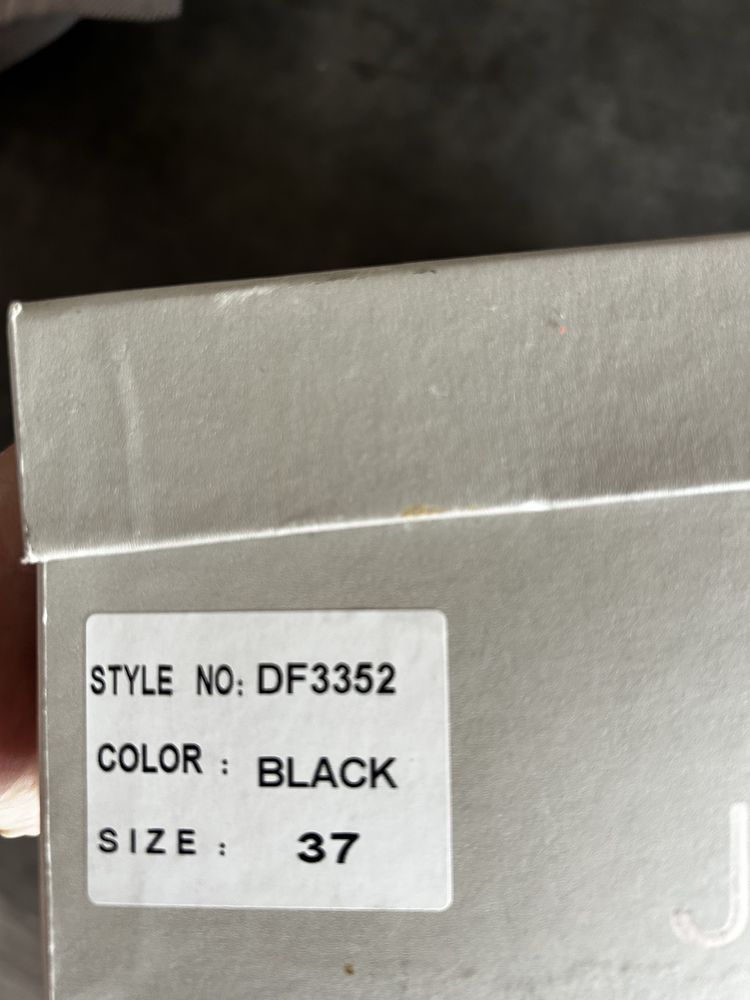 STYLE NO: DF3352
COLOR : BLACK
SIZE : 37
J